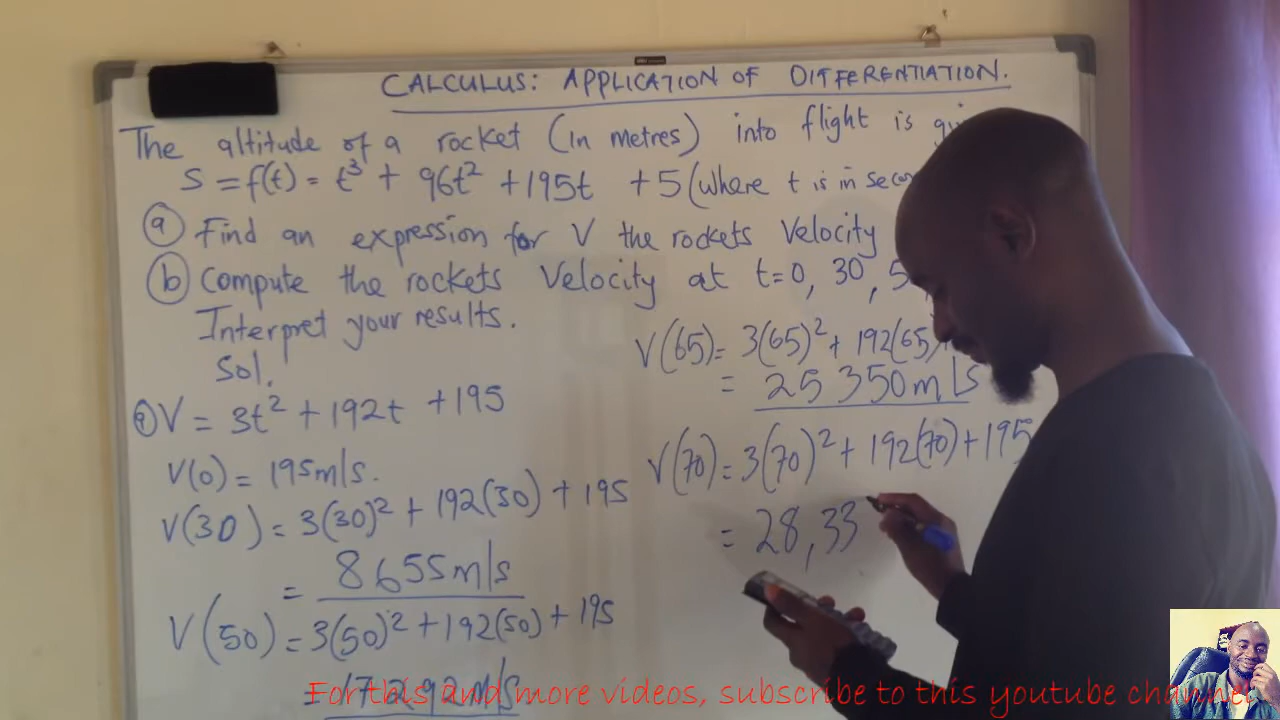 CALCULUS: APPLICATION OF DIFFERENTIATION.
The altitude of a rocket (in metres) into flight is
S = f(t) = t³ + 96t² + 195t + 5 (where t is in
(a) Find an expression for V the rockets Velocity
(b) Compute the rockets Velocity at t=0, 30,
Interpret your results.
Sol.
V = 3t² + 192t + 195
V(0) = 195m/s.
V(30) = 3(30)² + 192(30) + 195
= 8655m/s
V(50) = 3(50)² + 192(50) + 195
V(65) = 3(65)² + 192(65)
= 25 350m/s
V(70) = 3(70)² + 192(70) + 195
= 28,33
For this and more videos, subscribe to this youtube channel